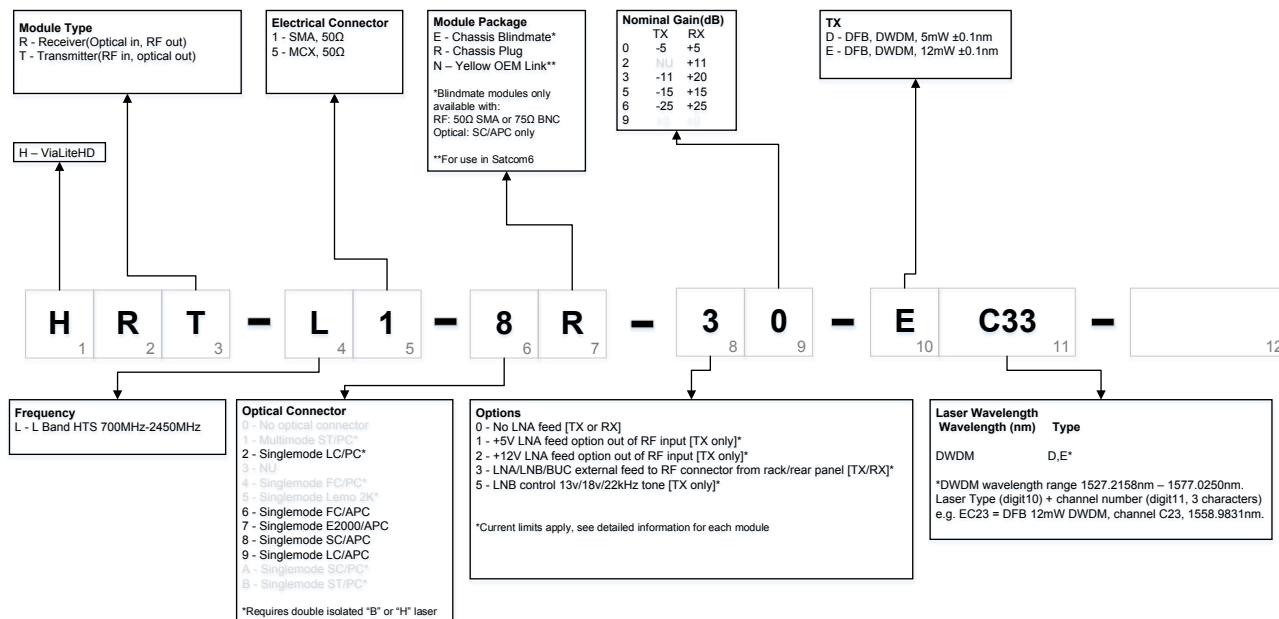 Module Type
R - Receiver(Optical in, RF out)
T - Transmitter(RF in, optical out)
Electrical Connector
1 - SMA, 50Ω
5 - MCX, 50Ω
Module Package
E - Chassis Blindmate*
R - Chassis Plug
N – Yellow OEM Link**
*Blindmate modules only
available with:
RF: 50Ω SMA or 75Ω BNC
Optical: SC/APC only
**For use in Satcom6
Nominal Gain(dB)
TX RX
0 -5 +5
2 NU +11
3 -11 +20
5 -15 +15
6 -25 +25
9
TX
D - DFB, DWDM, 5mW ±0.1nm
E - DFB, DWDM, 12mW ±0.1nm
H – ViaLiteHD
H R T – L 1 – 8 R – 3 0 – E C33 –
1 2 3 4 5 6 7 8 9 10 11 12
Frequency
L - L Band HTS 700MHz-2450MHz
Optical Connector
0 - No optical connector
1 - Multimode ST/PC*
2 - Singlemode LC/PC*
3 - NU
4 - Singlemode FC/PC*
5 - Singlemode Lemo 2K*
6 - Singlemode FC/APC
7 - Singlemode E2000/APC
8 - Singlemode SC/APC
9 - Singlemode LC/APC
A - Singlemode SC/PC*
B - Singlemode ST/PC*
*Requires double isolated “B” or “H” laser
Options
0 - No LNA feed [TX or RX]
1 - +5V LNA feed option out of RF input [TX only]*
2 - +12V LNA feed option out of RF input [TX only]*
3 - LNA/LNB/BUC external feed to RF connector from rack/rear panel [TX/RX]*
5 - LNB control 13v/18v/22kHz tone [TX only]*
*Current limits apply, see detailed information for each module
Laser Wavelength
Wavelength (nm) Type
DWDM D,E*
*DWDM wavelength range 1527.2158nm – 1577.0250nm.
Laser Type (digit10) + channel number (digit11, 3 characters)
e.g. EC23 = DFB 12mW DWDM, channel C23, 1558.9831nm.